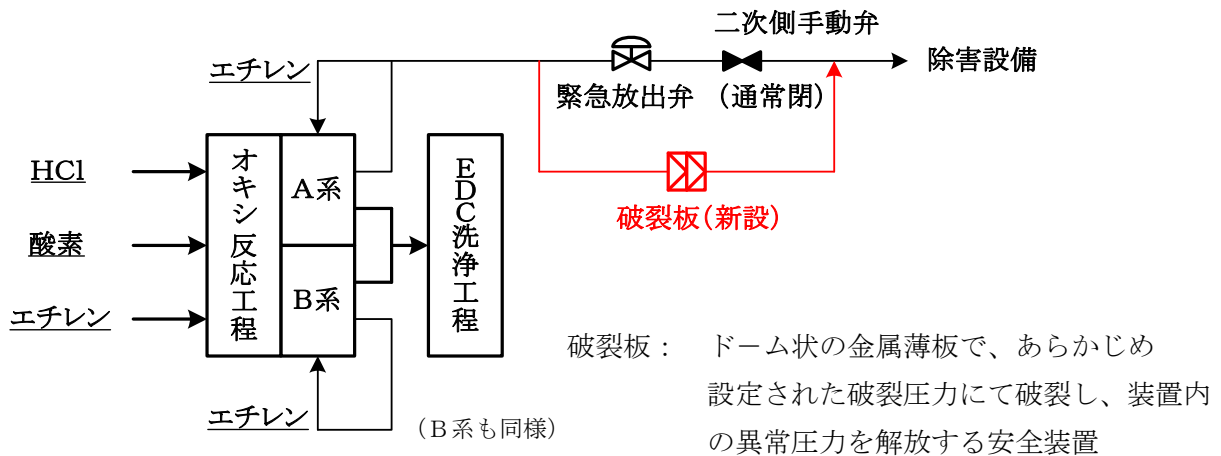 二次側手動弁
エチレン
除害設備
緊急放出弁
(通常閉)
HCl
酸素
エチレン
オキシ反応工程
A系
B系
EDC洗浄工程
破裂板(新設)
エチレン
(B系も同様)
破裂板: ドーム状の金属薄板で、あらかじめ
設定された破裂圧力にて破裂し、装置内
の異常圧力を解放する安全装置